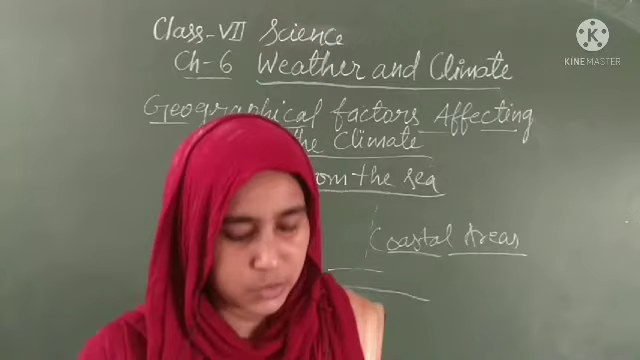 Class-VII Science
Ch-6 Weather and Climate
Geographical factors Affecting
the Climate
from the sea
Coastal Areas
KINEMASTER